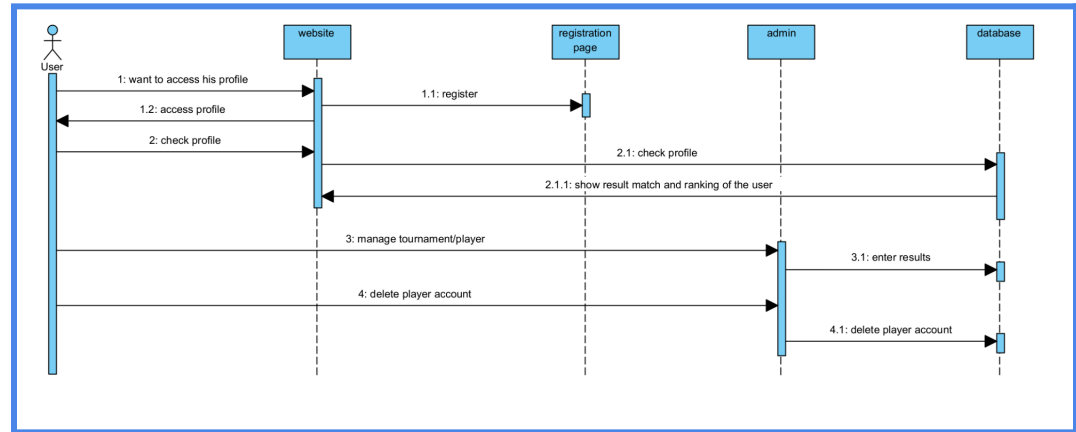 website
registration
page
admin
database
User
1: want to access his profile
1.1: register
1.2: access profile
2: check profile
2.1: check profile
2.1.1: show result match and ranking of the user
3: manage tournament/player
3.1: enter results
4: delete player account
4.1: delete player account